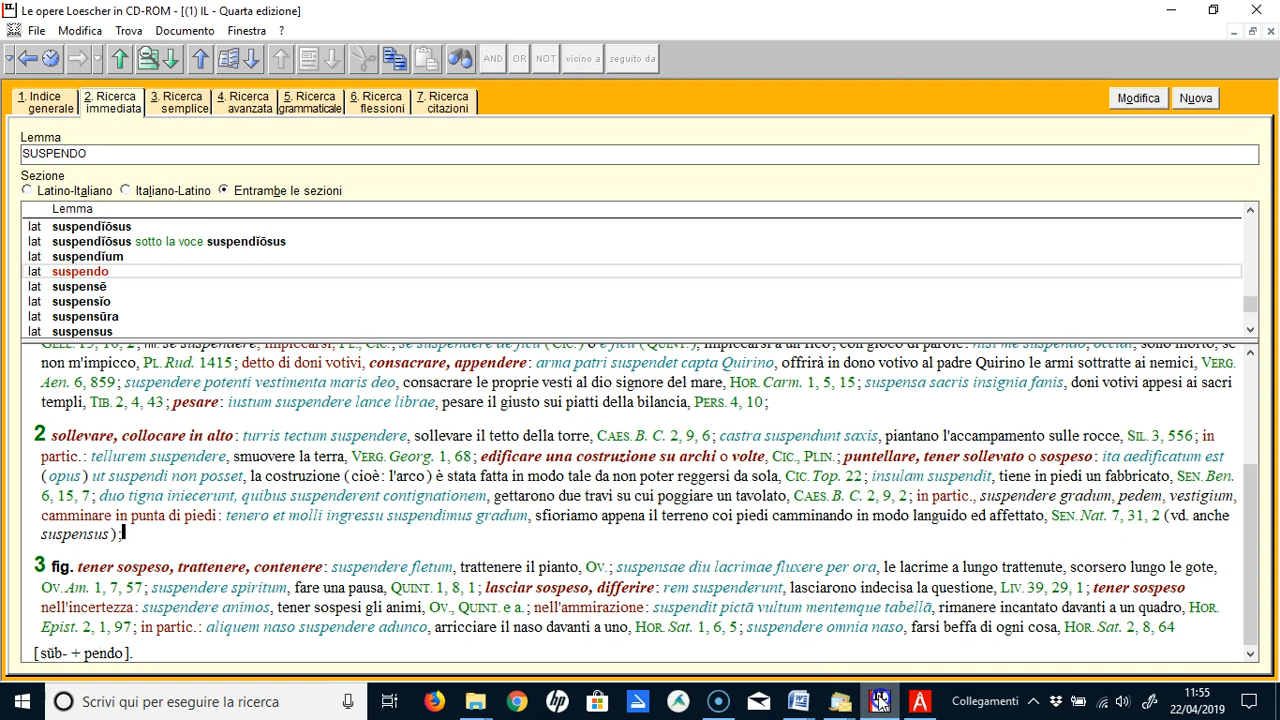 Le opere Loescher in CD-ROM - [(1) IL - Quarta edizione]
File Modifica Trova Documento Finestra ?
AND OR NOT vicino a seguito da
1. Indice generale 2. Ricerca immediata 3. Ricerca semplice 4. Ricerca avanzata 5. Ricerca grammaticale 6. Ricerca flessioni 7. Ricerca citazioni Modifica Nuova
Lemma
SUSPENDO
Sezione
Latino-Italiano Italiano-Latino Entrambe le sezioni
Lemma
lat suspendĭōsus
lat suspendĭōsus sotto la voce suspendĭōsus
lat suspendĭum
lat suspendo
lat suspensē
lat suspensĭo
lat suspensūra
lat suspensus
non m'impicco, PL. Rud. 1415; detto di doni votivi, consacrare, appendere: arma patri suspendet capta Quirino, offrirà in dono votivo al padre Quirino le armi sottratte ai nemici, VERG.
Aen. 6, 859; suspendere potenti vestimenta maris deo, consacrare le proprie vesti al dio signore del mare, HOR. Carm. 1, 5, 15; suspensa sacris insignia fanis, doni votivi appesi ai sacri
templi, TIB. 2, 4, 43; pesare: iustum suspendere lance librae, pesare il giusto sui piatti della bilancia, PERS. 4, 10;
2 sollevare, collocare in alto: turris tectum suspendere, sollevare il tetto della torre, CAES. B. C. 2, 9, 6; castra suspendunt saxis, piantano l'accampamento sulle rocce, SIL. 3, 556; in
partic.: tellurem suspendere, smuovere la terra, VERG. Georg. 1, 68; edificare una costruzione su archi o volte, CIC., PLIN.; puntellare, tener sollevato o sospeso: ita aedificatum est
(opus) ut suspendi non posset, la costruzione (cioè: l'arco) è stata fatta in modo tale da non poter reggersi da sola, CIC. Top. 22; insulam suspendit, tiene in piedi un fabbricato, SEN. Ben.
6, 15, 7; duo tigna iniecerunt, quibus suspenderent contignationem, gettarono due travi su cui poggiare un tavolato, CAES. B. C. 2, 9, 2; in partic., suspendere gradum, pedem, vestigium,
camminare in punta di piedi: tenero et molli ingressu suspendimus gradum, sfioriamo appena il terreno coi piedi camminando in modo languido ed affettato, SEN. Nat. 7, 31, 2 (vd. anche
suspensus);
3 fig. tener sospeso, trattenere, contenere: suspendere fletum, trattenere il pianto, OV.; suspensae diu lacrimae fluxere per ora, le lacrime a lungo trattenute, scorsero lungo le gote,
OV. Am. 1, 7, 57; suspendere spiritum, fare una pausa, QUINT. 1, 8, 1; lasciar sospeso, differire: rem suspenderunt, lasciarono indecisa la questione, LIV. 39, 29, 1; tener sospeso
nell'incertezza: suspendere animos, tener sospesi gli animi, OV., QUINT. e a.; nell'ammirazione: suspendit pictā vultum mentemque tabellā, rimanere incantato davanti a un quadro, HOR.
Epist. 2, 1, 97; in partic.: aliquem naso suspendere adunco, arricciare il naso davanti a uno, HOR. Sat. 1, 6, 5; suspendere omnia naso, farsi beffa di ogni cosa, HOR. Sat. 2, 8, 64
[sŭb- + pendo].
Scrivi qui per eseguire la ricerca Collegamenti 11:55
22/04/2019